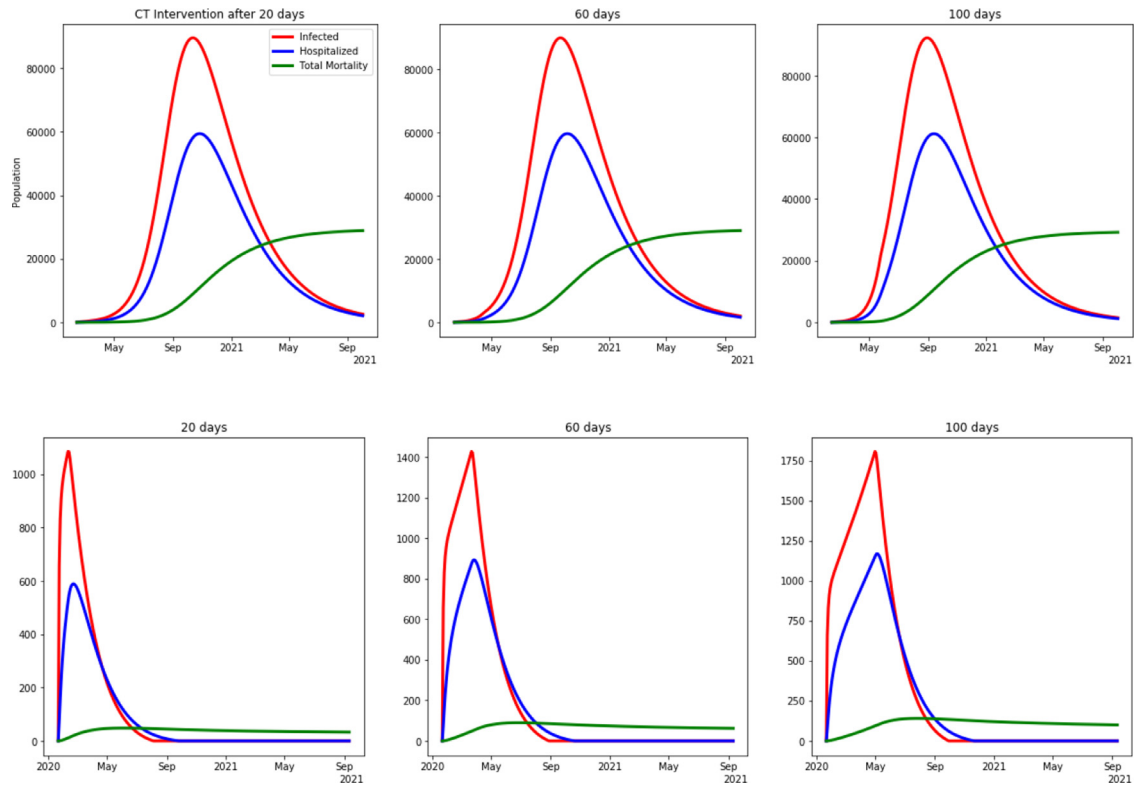 CT Intervention after 20 days
60 days
100 days
Infected
Hospitalized
Total Mortality
Population
80000
60000
40000
20000
0
May
Sep
2021
May
Sep
2021
80000
60000
40000
20000
0
May
Sep
2021
May
Sep
2021
80000
60000
40000
20000
0
May
Sep
2021
May
Sep
2021
20 days
60 days
100 days
1000
800
600
400
200
0
2020
May
Sep
2021
May
Sep
2021
1400
1200
1000
800
600
400
200
0
2020
May
Sep
2021
May
Sep
2021
1750
1500
1250
1000
750
500
250
0
2020
May
Sep
2021
May
Sep
2021